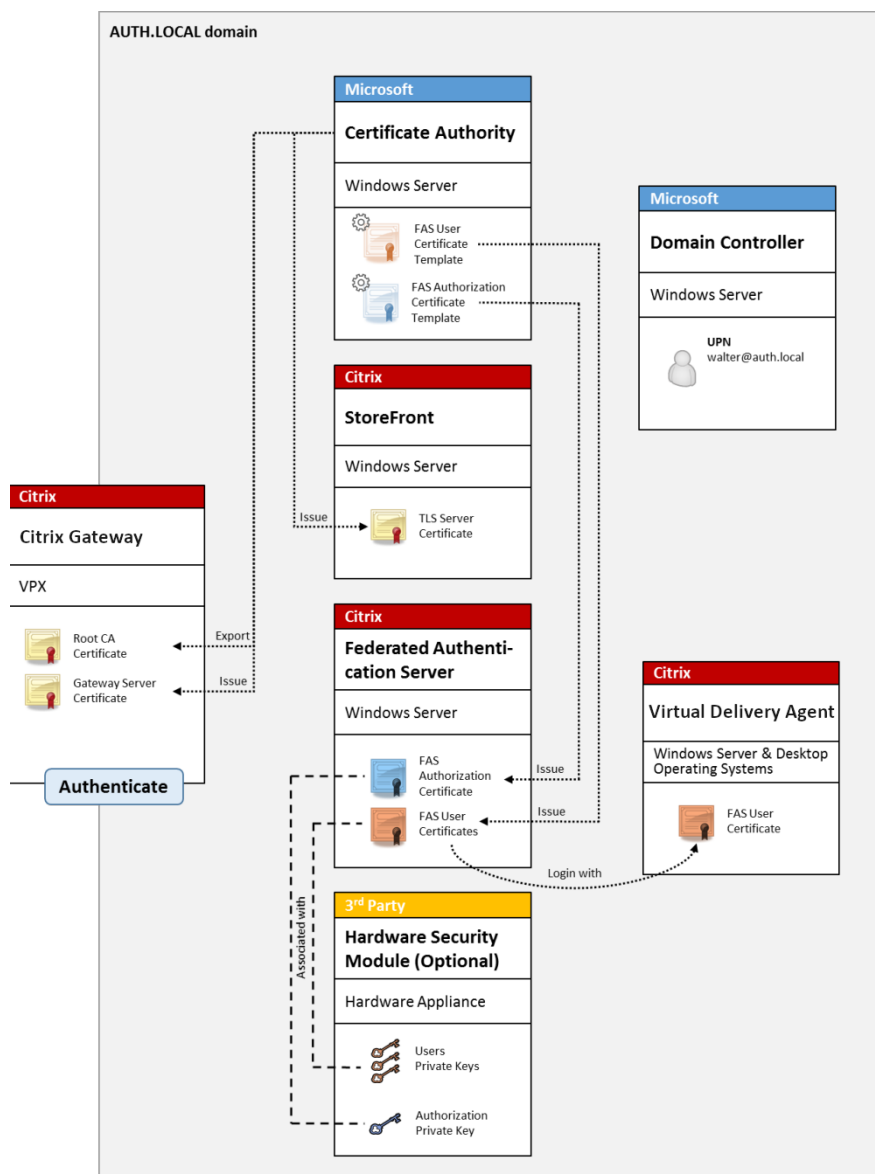 AUTH.LOCAL domain
Microsoft
Certificate Authority
Windows Server
FAS User
Certificate
Template
FAS Authorization
Certificate
Template
Microsoft
Domain Controller
Windows Server
UPN
walter@auth.local
Citrix
StoreFront
Windows Server
Issue
TLS Server
Certificate
Citrix
Citrix Gateway
VPX
Root CA
Certificate
Export
Gateway Server
Certificate
Issue
Authenticate
Citrix
Federated Authenti-
cation Server
Windows Server
FAS
Authorization
Certificate
Issue
FAS User
Certificates
Issue
Citrix
Virtual Delivery Agent
Windows Server & Desktop
Operating Systems
FAS User
Certificate
Login with
Associated with
3rd Party
Hardware Security
Module (Optional)
Hardware Appliance
Users
Private Keys
Authorization
Private Key